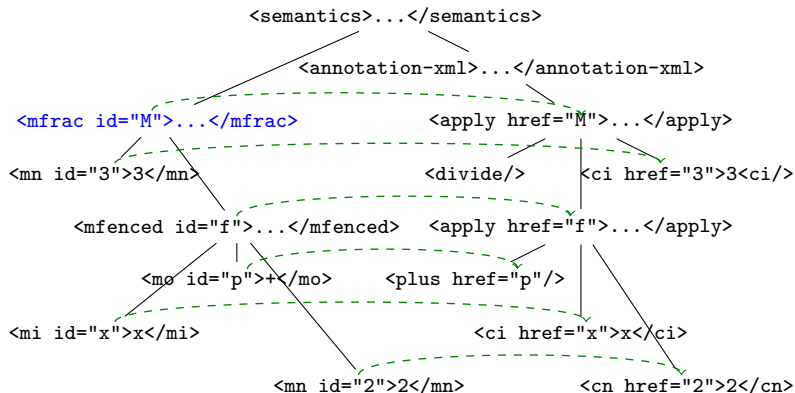 <semantics>...</semantics>
<annotation-xml>...</annotation-xml>
<mfrac id="M">...</mfrac> <apply href="M">...</apply>
<mn id="3">3</mn> <divide/> <ci href="3">3<ci/>
<mfenced id="f">...</mfenced> <apply href="f">...</apply>
<mo id="p">+</mo> <plus href="p"/>
<mi id="x">x</mi> <ci href="x">x</ci>
<mn id="2">2</mn> <cn href="2">2</cn>